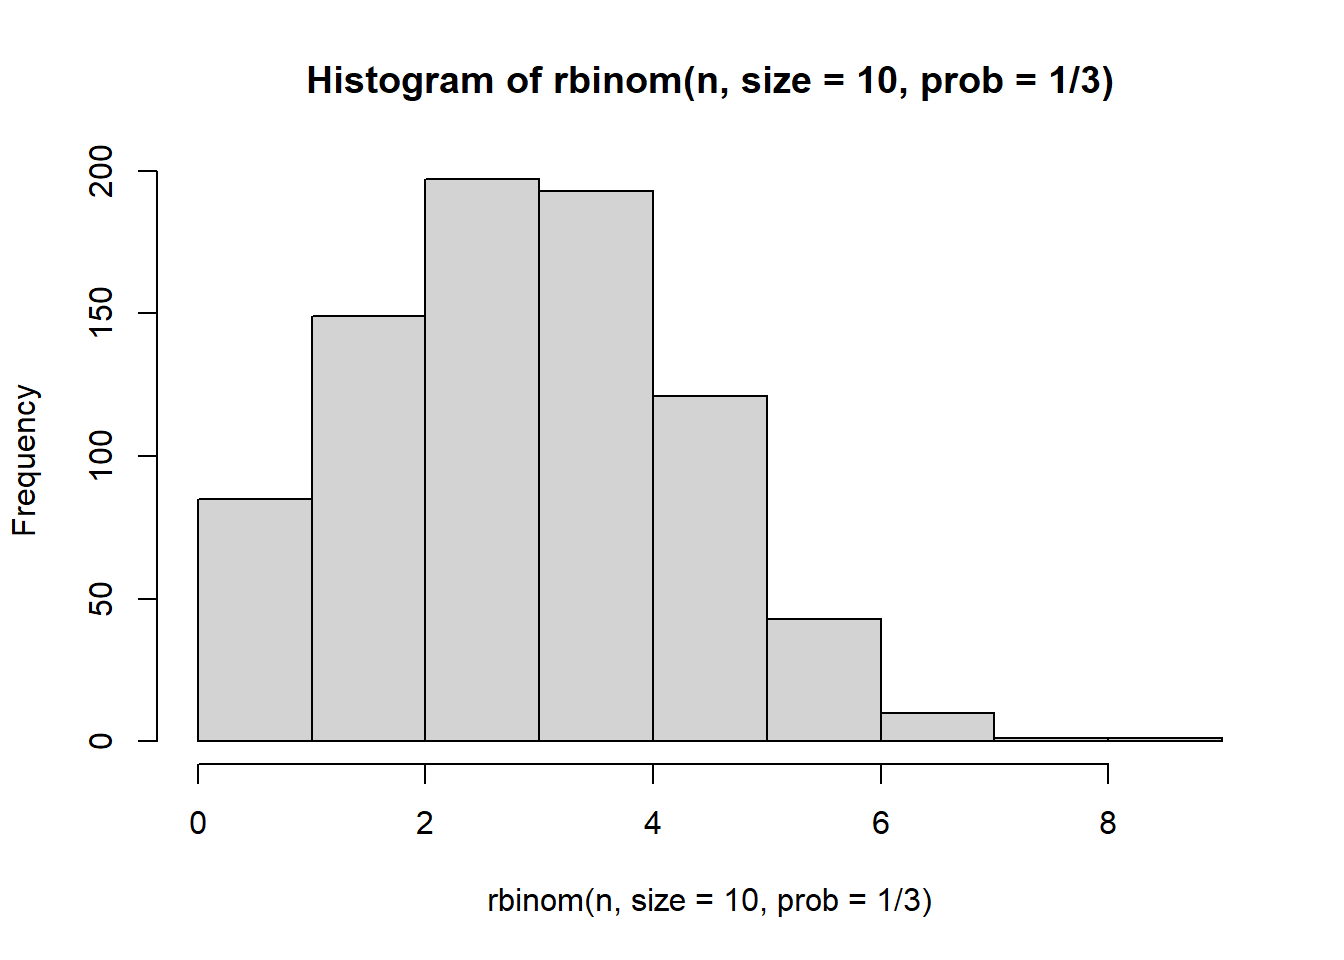 Histogram of rbinom(n, size = 10, prob = 1/3)
Frequency
200
150
100
50
0
0 2 4 6 8
rbinom(n, size = 10, prob = 1/3)